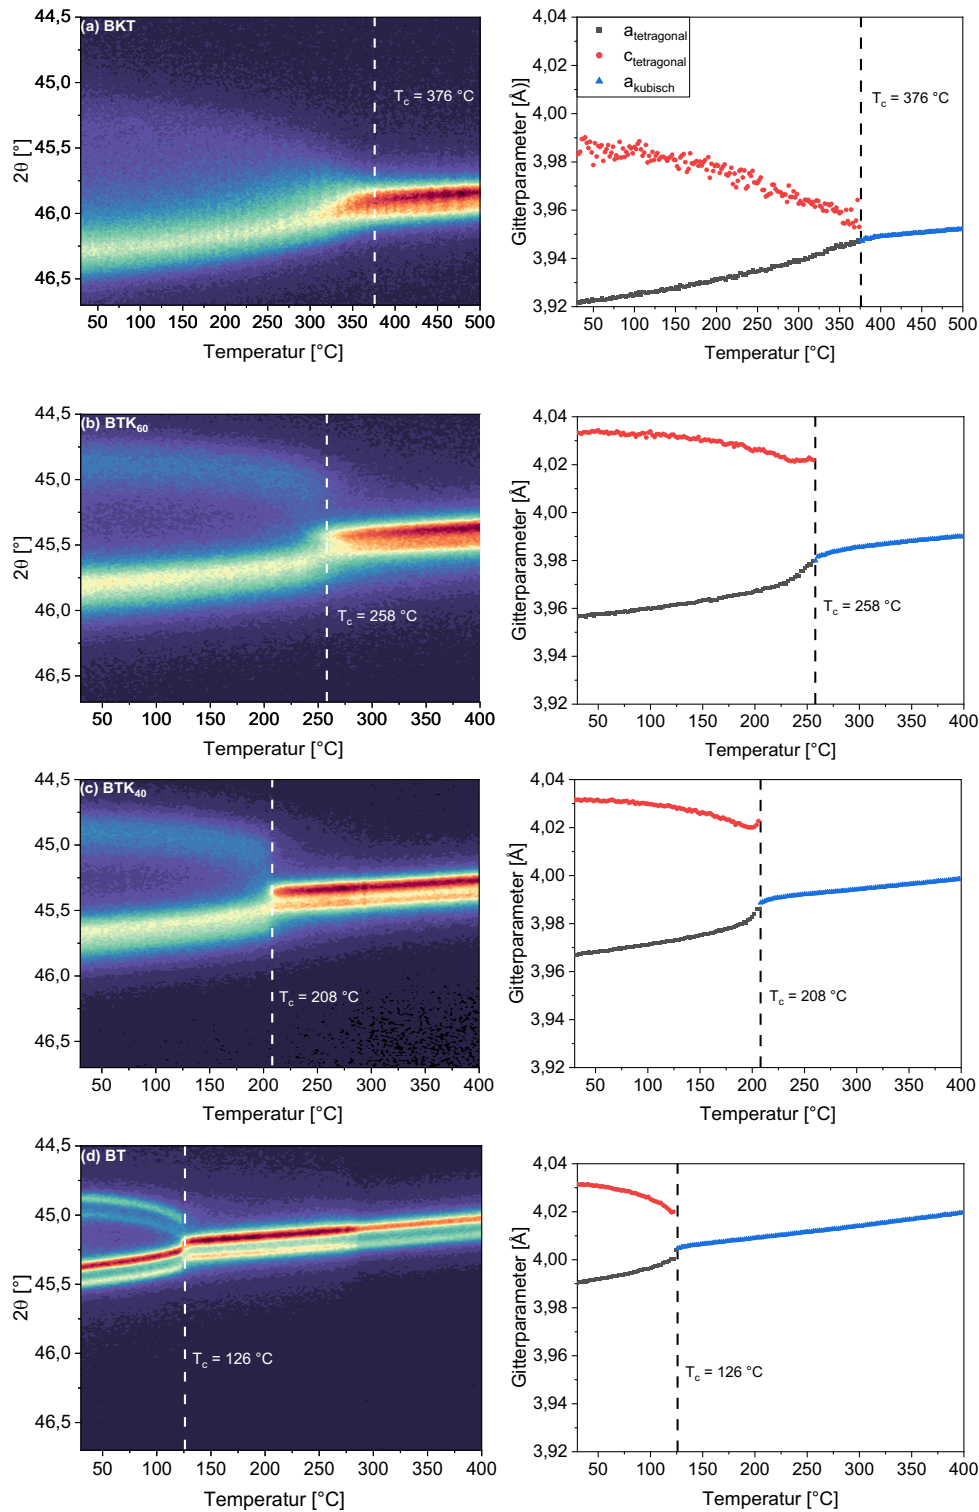 (a) BKT
44,5
45,0
45,5
46,0
46,5
2θ [°]
T_c = 376 °C
50 100 150 200 250 300 350 400 450 500
Temperatur [°C]
a_tetragonal
c_tetragonal
a_kubisch
4,04
4,02
4,00
3,98
3,96
3,94
3,92
Gitterparameter [Å)]
T_c = 376 °C
50 100 150 200 250 300 350 400 450 500
Temperatur [°C]
(b) BTK_60
44,5
45,0
45,5
46,0
46,5
2θ [°]
T_c = 258 °C
50 100 150 200 250 300 350 400
Temperatur [°C]
4,04
4,02
4,00
3,98
3,96
3,94
3,92
Gitterparameter [Å]
T_c = 258 °C
50 100 150 200 250 300 350 400
Temperatur [°C]
(c) BTK_40
44,5
45,0
45,5
46,0
46,5
2θ [°]
T_c = 208 °C
50 100 150 200 250 300 350 400
Temperatur [°C]
4,04
4,02
4,00
3,98
3,96
3,94
3,92
Gitterparameter [Å]
T_c = 208 °C
50 100 150 200 250 300 350 400
Temperatur [°C]
(d) BT
44,5
45,0
45,5
46,0
46,5
2θ [°]
T_c = 126 °C
50 100 150 200 250 300 350 400
Temperatur [°C]
4,04
4,02
4,00
3,98
3,96
3,94
3,92
Gitterparameter [Å]
T_c = 126 °C
50 100 150 200 250 300 350 400
Temperatur [°C]